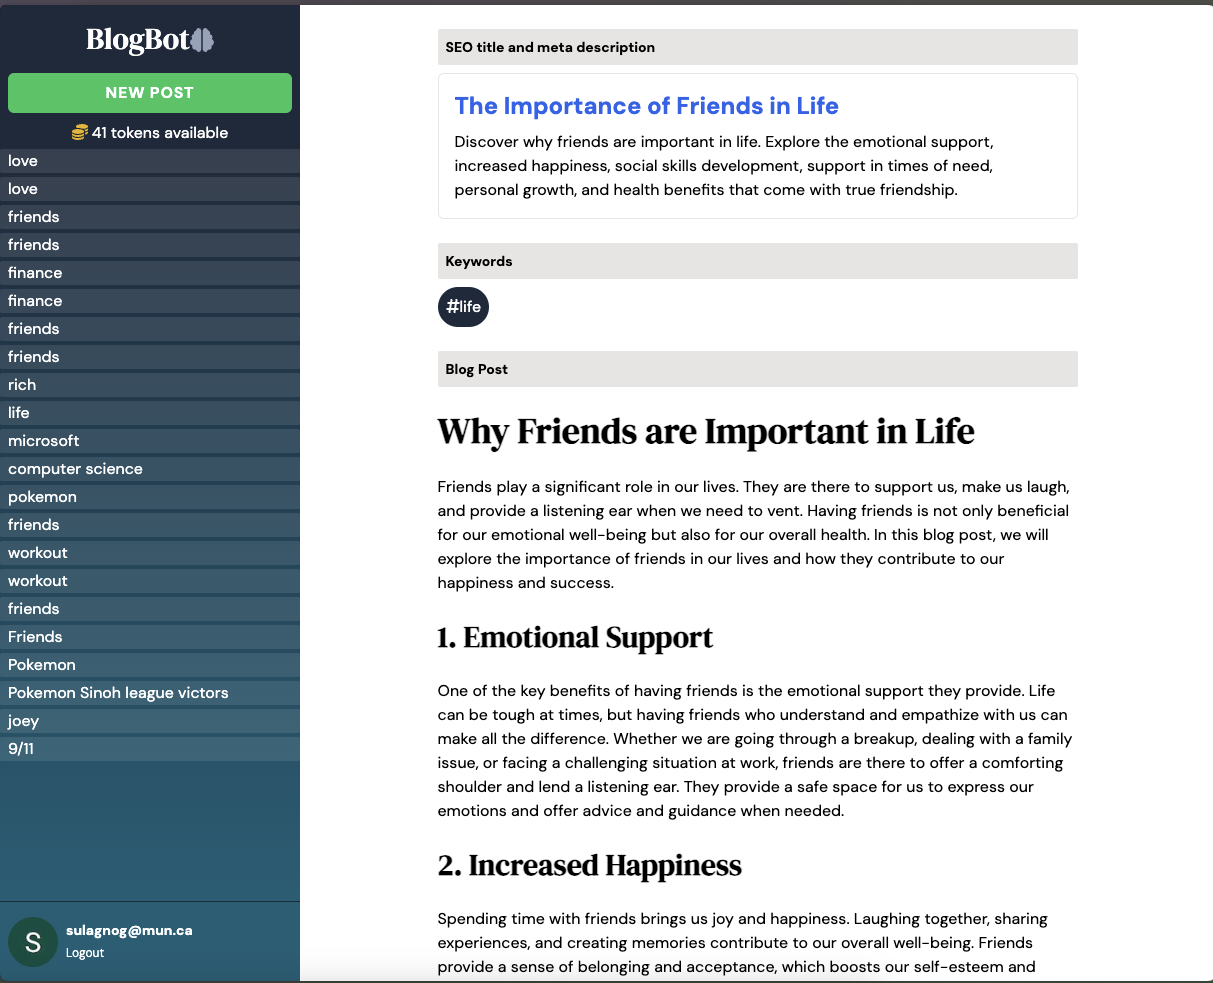 BlogBot
NEW POST
41 tokens available
love
love
friends
friends
finance
finance
friends
friends
rich
life
microsoft
computer science
pokemon
friends
workout
workout
friends
Friends
Pokemon
Pokemon Sinoh league victors
joey
9/11
S
sulagnog@mun.ca
Logout
SEO title and meta description
The Importance of Friends in Life
Discover why friends are important in life. Explore the emotional support,
increased happiness, social skills development, support in times of need,
personal growth, and health benefits that come with true friendship.
Keywords
#life
Blog Post
Why Friends are Important in Life
Friends play a significant role in our lives. They are there to support us, make us laugh,
and provide a listening ear when we need to vent. Having friends is not only beneficial
for our emotional well-being but also for our overall health. In this blog post, we will
explore the importance of friends in our lives and how they contribute to our
happiness and success.
1. Emotional Support
One of the key benefits of having friends is the emotional support they provide. Life
can be tough at times, but having friends who understand and empathize with us can
make all the difference. Whether we are going through a breakup, dealing with a family
issue, or facing a challenging situation at work, friends are there to offer a comforting
shoulder and lend a listening ear. They provide a safe space for us to express our
emotions and offer advice and guidance when needed.
2. Increased Happiness
Spending time with friends brings us joy and happiness. Laughing together, sharing
experiences, and creating memories contribute to our overall well-being. Friends
provide a sense of belonging and acceptance, which boosts our self-esteem and